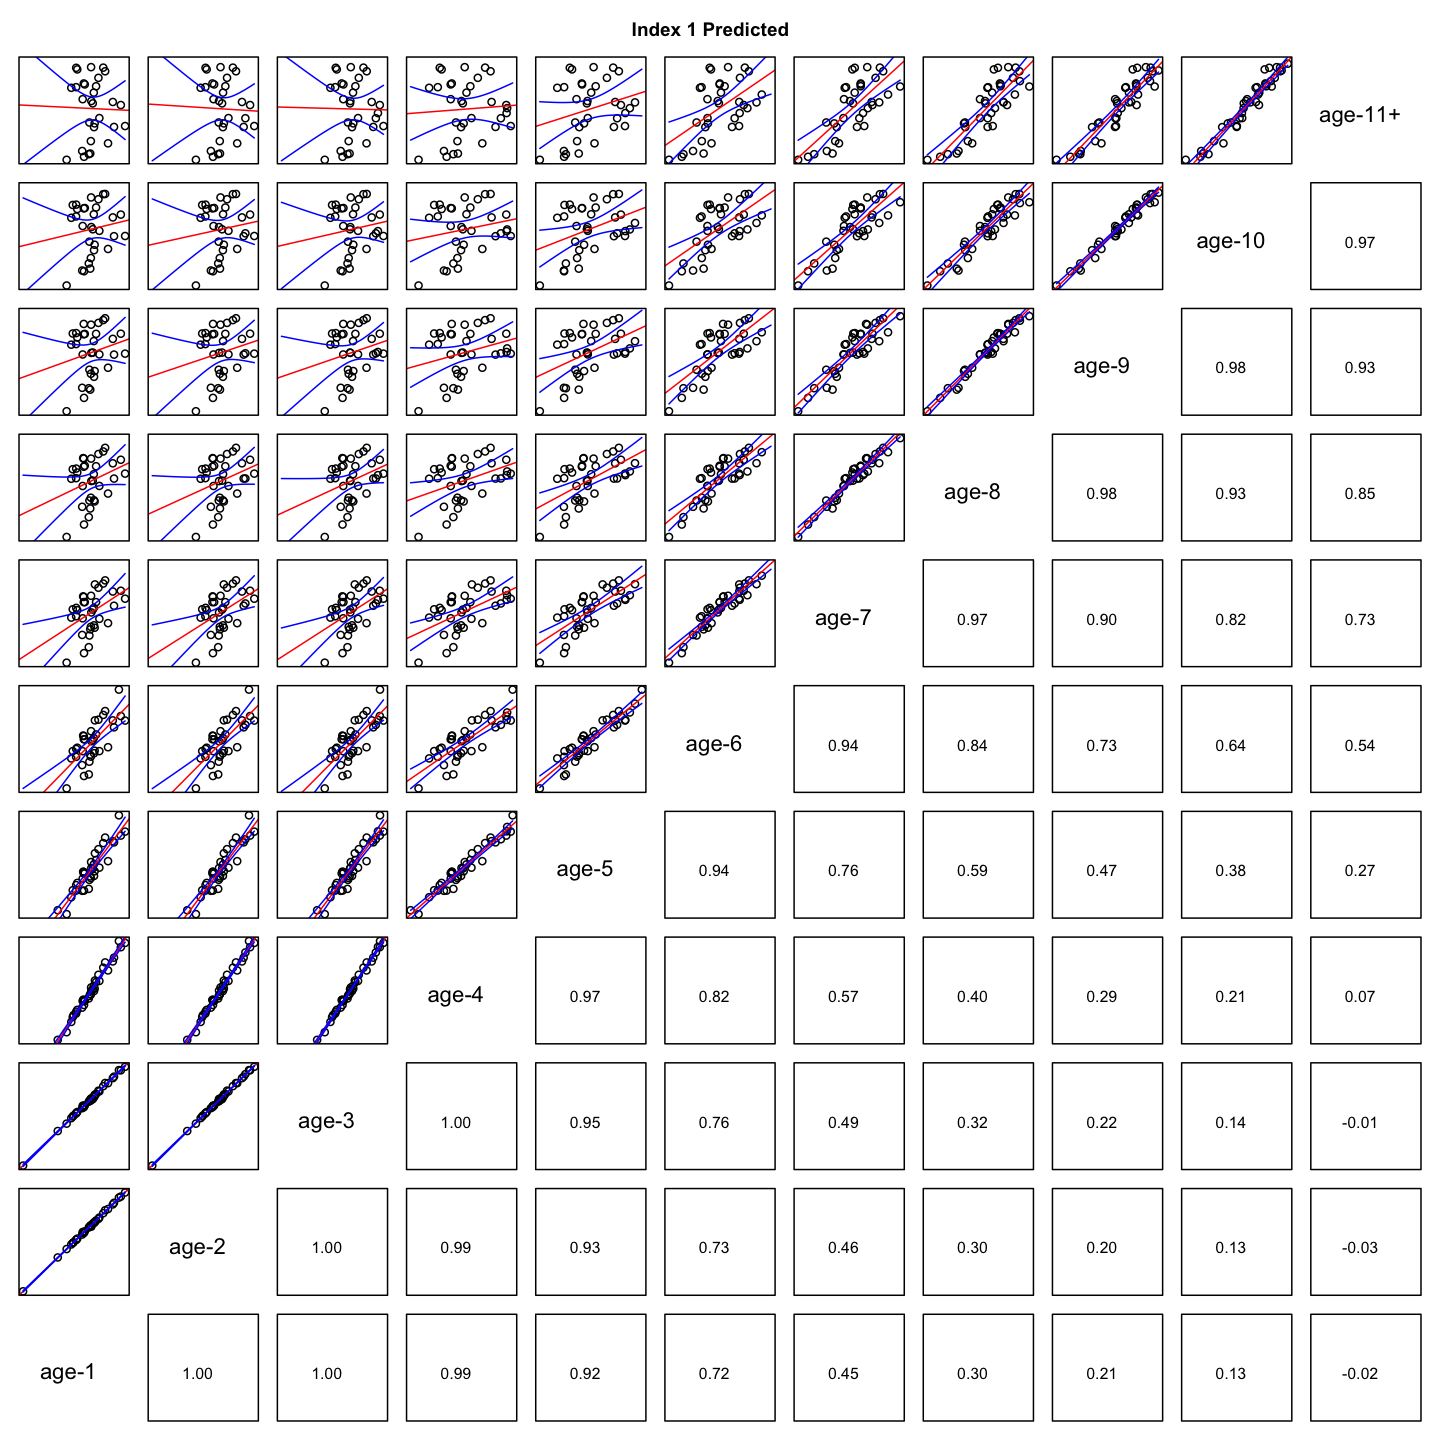 Index 1 Predicted
age-11+
age-10 0.97
age-9 0.98 0.93
age-8 0.98 0.93 0.85
age-7 0.97 0.90 0.82 0.73
age-6 0.94 0.84 0.73 0.64 0.54
age-5 0.94 0.76 0.59 0.47 0.38 0.27
age-4 0.97 0.82 0.57 0.40 0.29 0.21 0.07
age-3 1.00 0.95 0.76 0.49 0.32 0.22 0.14 -0.01
age-2 1.00 0.99 0.93 0.73 0.46 0.30 0.20 0.13 -0.03
age-1 1.00 1.00 0.99 0.92 0.72 0.45 0.30 0.21 0.13 -0.02